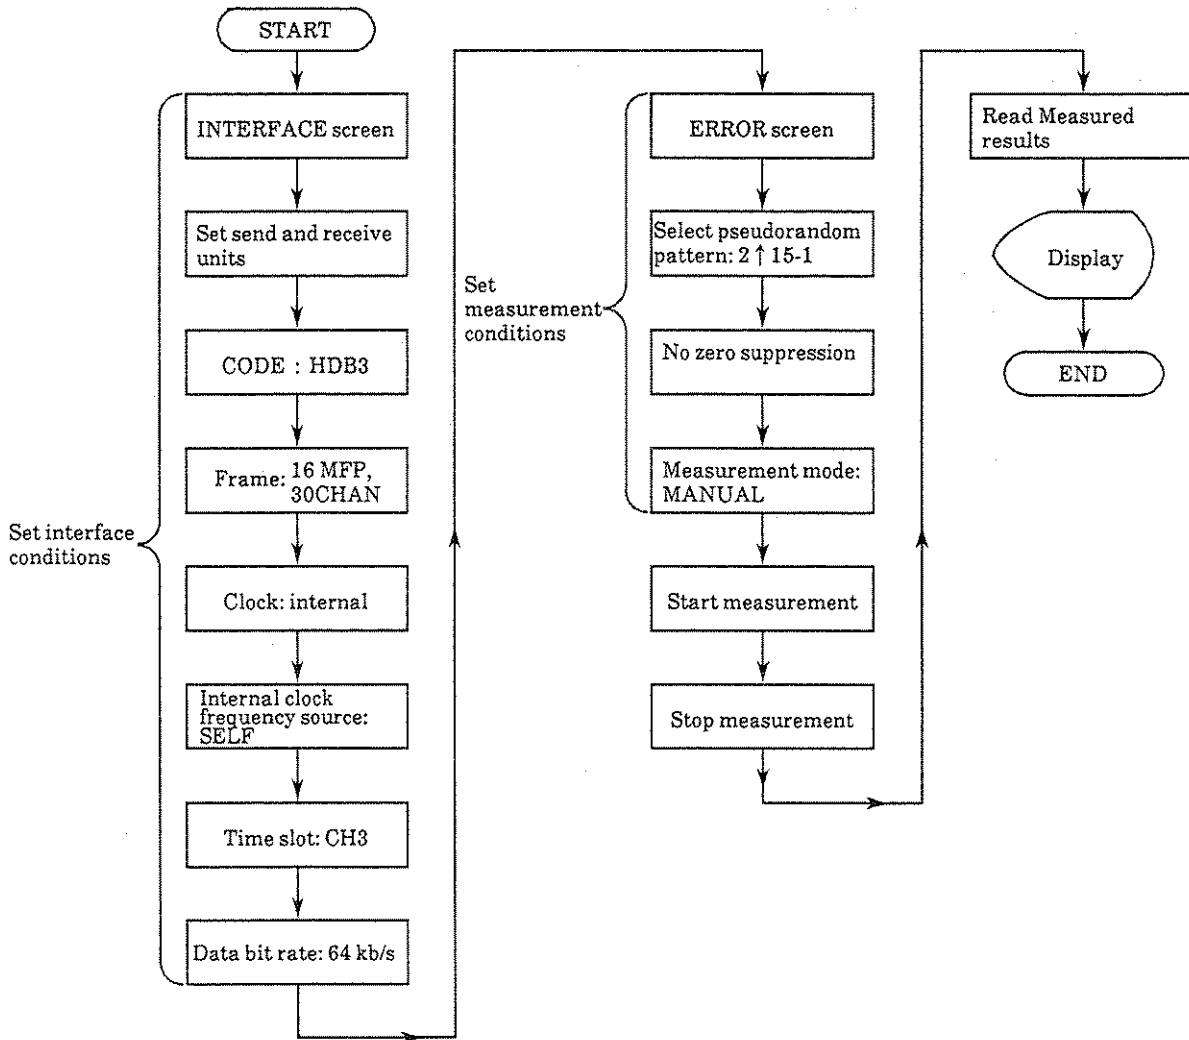 START
INTERFACE screen
Set send and receive
units
CODE : HDB3
Frame: 16 MFP,
30CHAN
Set interface
conditions
Clock: internal
Internal clock
frequency source:
SELF
Time slot: CH3
Data bit rate: 64 kb/s
ERROR screen
Select pseudorandom
pattern: 2↑15-1
Set
measurement
conditions
No zero suppression
Measurement mode:
MANUAL
Start measurement
Stop measurement
Read Measured
results
Display
END